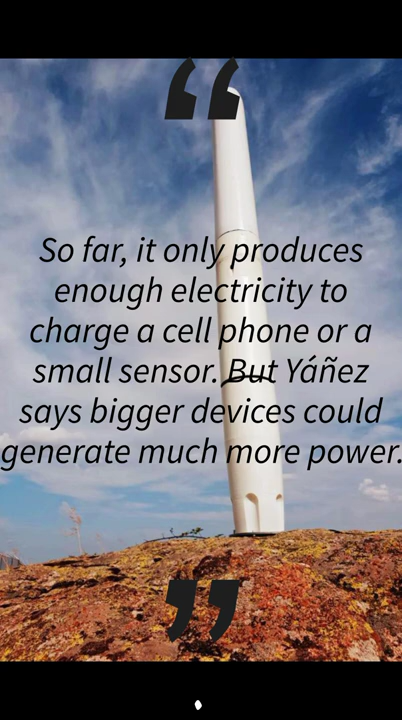 “
So far, it only produces
enough electricity to
charge a cell phone or a
small sensor. But Yáñez
says bigger devices could
generate much more power.
”